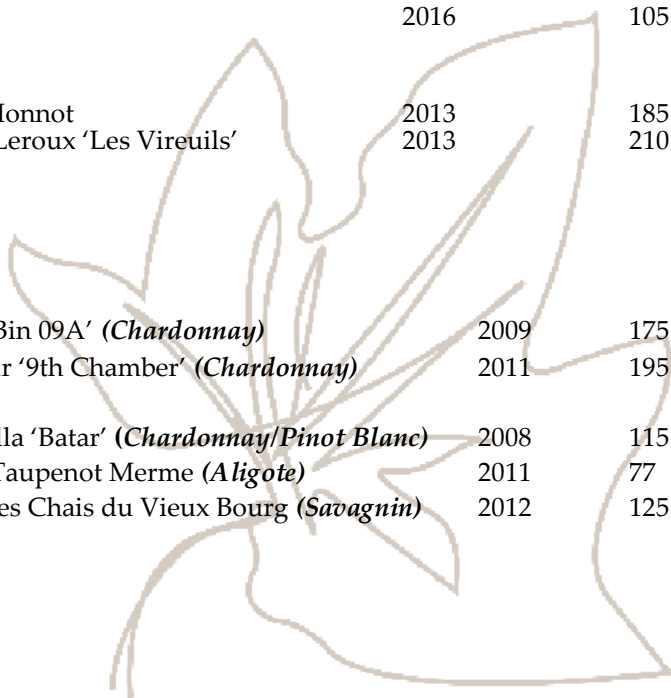 2016 105
Monnot 2013 185
Leroux ‘Les Vireuils’ 2013 210
Bin 09A’ (Chardonnay) 2009 175
r ‘9th Chamber’ (Chardonnay) 2011 195
lla ‘Batar’ (Chardonnay/Pinot Blanc) 2008 115
Taupenot Merme (Aligote) 2011 77
es Chais du Vieux Bourg (Savagnin) 2012 125